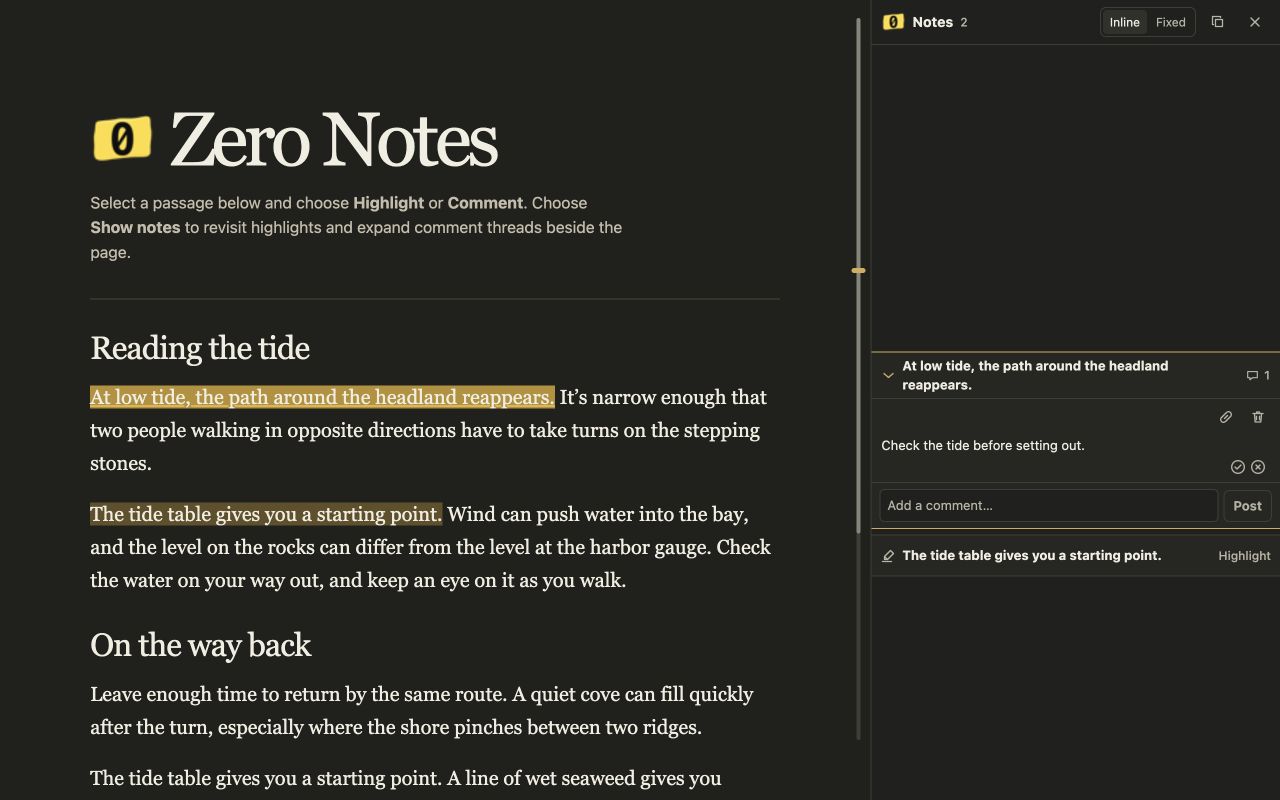 0 Zero Notes
Select a passage below and choose Highlight or Comment. Choose
Show notes to revisit highlights and expand comment threads beside the
page.
Reading the tide
At low tide, the path around the headland reappears. It’s narrow enough that
two people walking in opposite directions have to take turns on the stepping
stones.
The tide table gives you a starting point. Wind can push water into the bay,
and the level on the rocks can differ from the level at the harbor gauge. Check
the water on your way out, and keep an eye on it as you walk.
On the way back
Leave enough time to return by the same route. A quiet cove can fill quickly
after the turn, especially where the shore pinches between two ridges.
The tide table gives you a starting point. A line of wet seaweed gives you
0 Notes 2
Inline Fixed
At low tide, the path around the headland
reappears.
1
Check the tide before setting out.
Add a comment...
Post
The tide table gives you a starting point.
Highlight